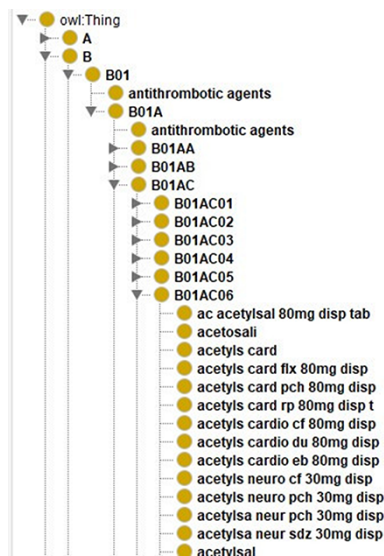 owl:Thing
A
B
B01
antithrombotic agents
B01A
antithrombotic agents
B01AA
B01AB
B01AC
B01AC01
B01AC02
B01AC03
B01AC04
B01AC05
B01AC06
ac acetylsal 80mg disp tab
acetosali
acetyls card
acetyls card flx 80mg disp
acetyls card pch 80mg disp
acetyls card rp 80mg disp t
acetyls cardio cf 80mg disp
acetyls cardio du 80mg disp
acetyls cardio eb 80mg disp
acetyls neuro cf 30mg disp
acetyls neuro pch 30mg disp
acetylsa neur pch 30mg disp
acetylsa neur sdz 30mg disp
acetylsal